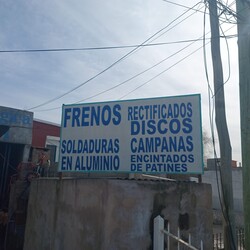 FRENOS
SOLDADURAS
EN ALUMINIO
RECTIFICADOS
DISCOS
CAMPANAS
ENCINTADOS
DE PATINES